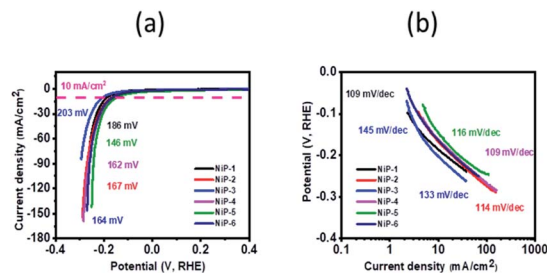 (a)
(b)
Current density (mA/cm²)
0
-30
-60
-90
-120
-150
-180
10 mA/cm²
203 mV
186 mV
146 mV
162 mV
167 mV
164 mV
NiP-1
NiP-2
NiP-3
NiP-4
NiP-5
NiP-6
-0.4
-0.2
0.0
0.2
0.4
Potential (V, RHE)
Potential (V, RHE)
0.0
-0.1
-0.2
-0.3
-0.4
109 mV/dec
145 mV/dec
116 mV/dec
109 mV/dec
133 mV/dec
114 mV/dec
NiP-1
NiP-2
NiP-3
NiP-4
NiP-5
NiP-6
0.1
1
10
100
1000
Current density (mA/cm²)